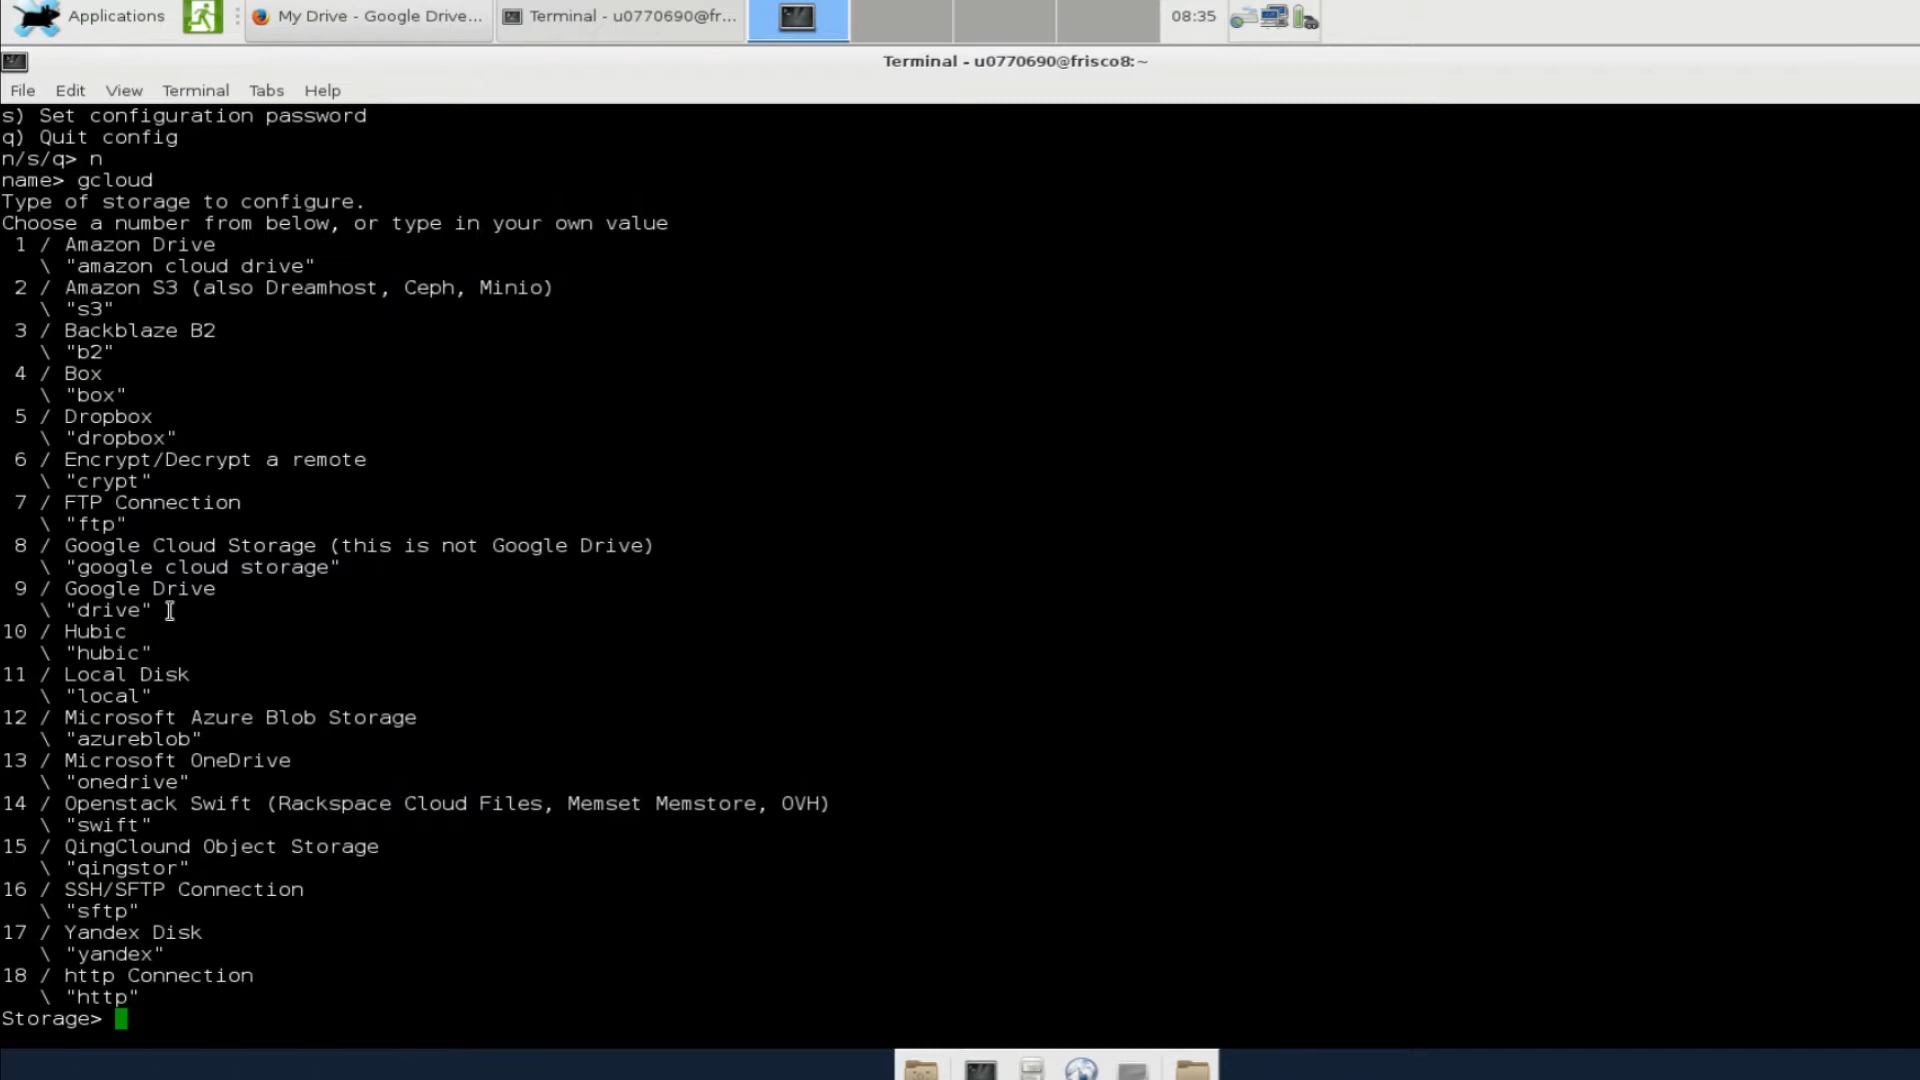 Applications
My Drive - Google Drive...
Terminal - u0770690@fr...
08:35
Terminal - u0770690@frisco8:~
File Edit View Terminal Tabs Help
s) Set configuration password
q) Quit config
n/s/q> n
name> gcloud
Type of storage to configure.
Choose a number from below, or type in your own value
 1 / Amazon Drive
   \ "amazon cloud drive"
 2 / Amazon S3 (also Dreamhost, Ceph, Minio)
   \ "s3"
 3 / Backblaze B2
   \ "b2"
 4 / Box
   \ "box"
 5 / Dropbox
   \ "dropbox"
 6 / Encrypt/Decrypt a remote
   \ "crypt"
 7 / FTP Connection
   \ "ftp"
 8 / Google Cloud Storage (this is not Google Drive)
   \ "google cloud storage"
 9 / Google Drive
   \ "drive"
10 / Hubic
   \ "hubic"
11 / Local Disk
   \ "local"
12 / Microsoft Azure Blob Storage
   \ "azureblob"
13 / Microsoft OneDrive
   \ "onedrive"
14 / Openstack Swift (Rackspace Cloud Files, Memset Memstore, OVH)
   \ "swift"
15 / QingClound Object Storage
   \ "qingstor"
16 / SSH/SFTP Connection
   \ "sftp"
17 / Yandex Disk
   \ "yandex"
18 / http Connection
   \ "http"
Storage>